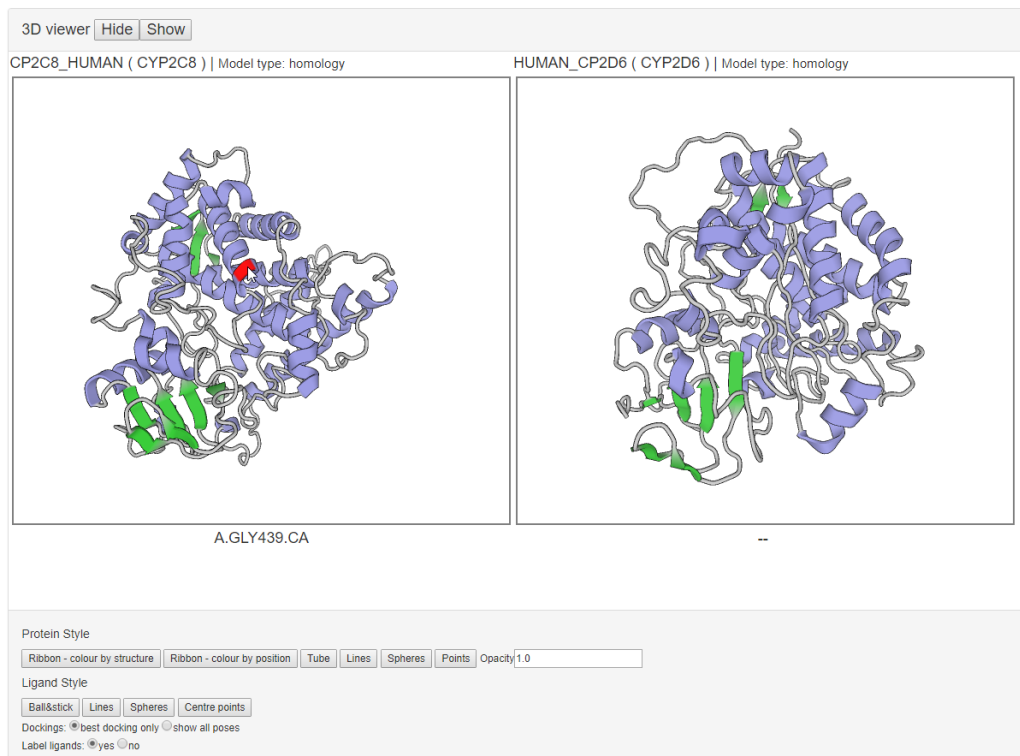 3D viewer Hide Show
CP2C8_HUMAN ( CYP2C8 ) | Model type: homology
HUMAN_CP2D6 ( CYP2D6 ) | Model type: homology
A.GLY439.CA
--
Protein Style
Ribbon - colour by structure Ribbon - colour by position Tube Lines Spheres Points Opacity 1.0
Ligand Style
Ball&stick Lines Spheres Centre points
Dockings: best docking only show all poses
Label ligands: yes no